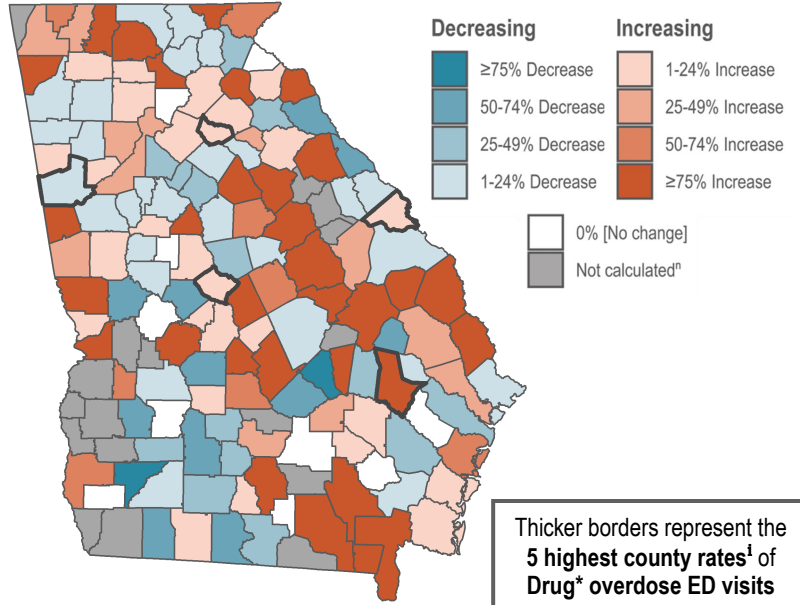 Decreasing
≥75% Decrease
50-74% Decrease
25-49% Decrease
1-24% Decrease
Increasing
1-24% Increase
25-49% Increase
50-74% Increase
≥75% Increase
0% [No change]
Not calculatedⁿ
Thicker borders represent the
5 highest county ratesⁱ of
Drug* overdose ED visits